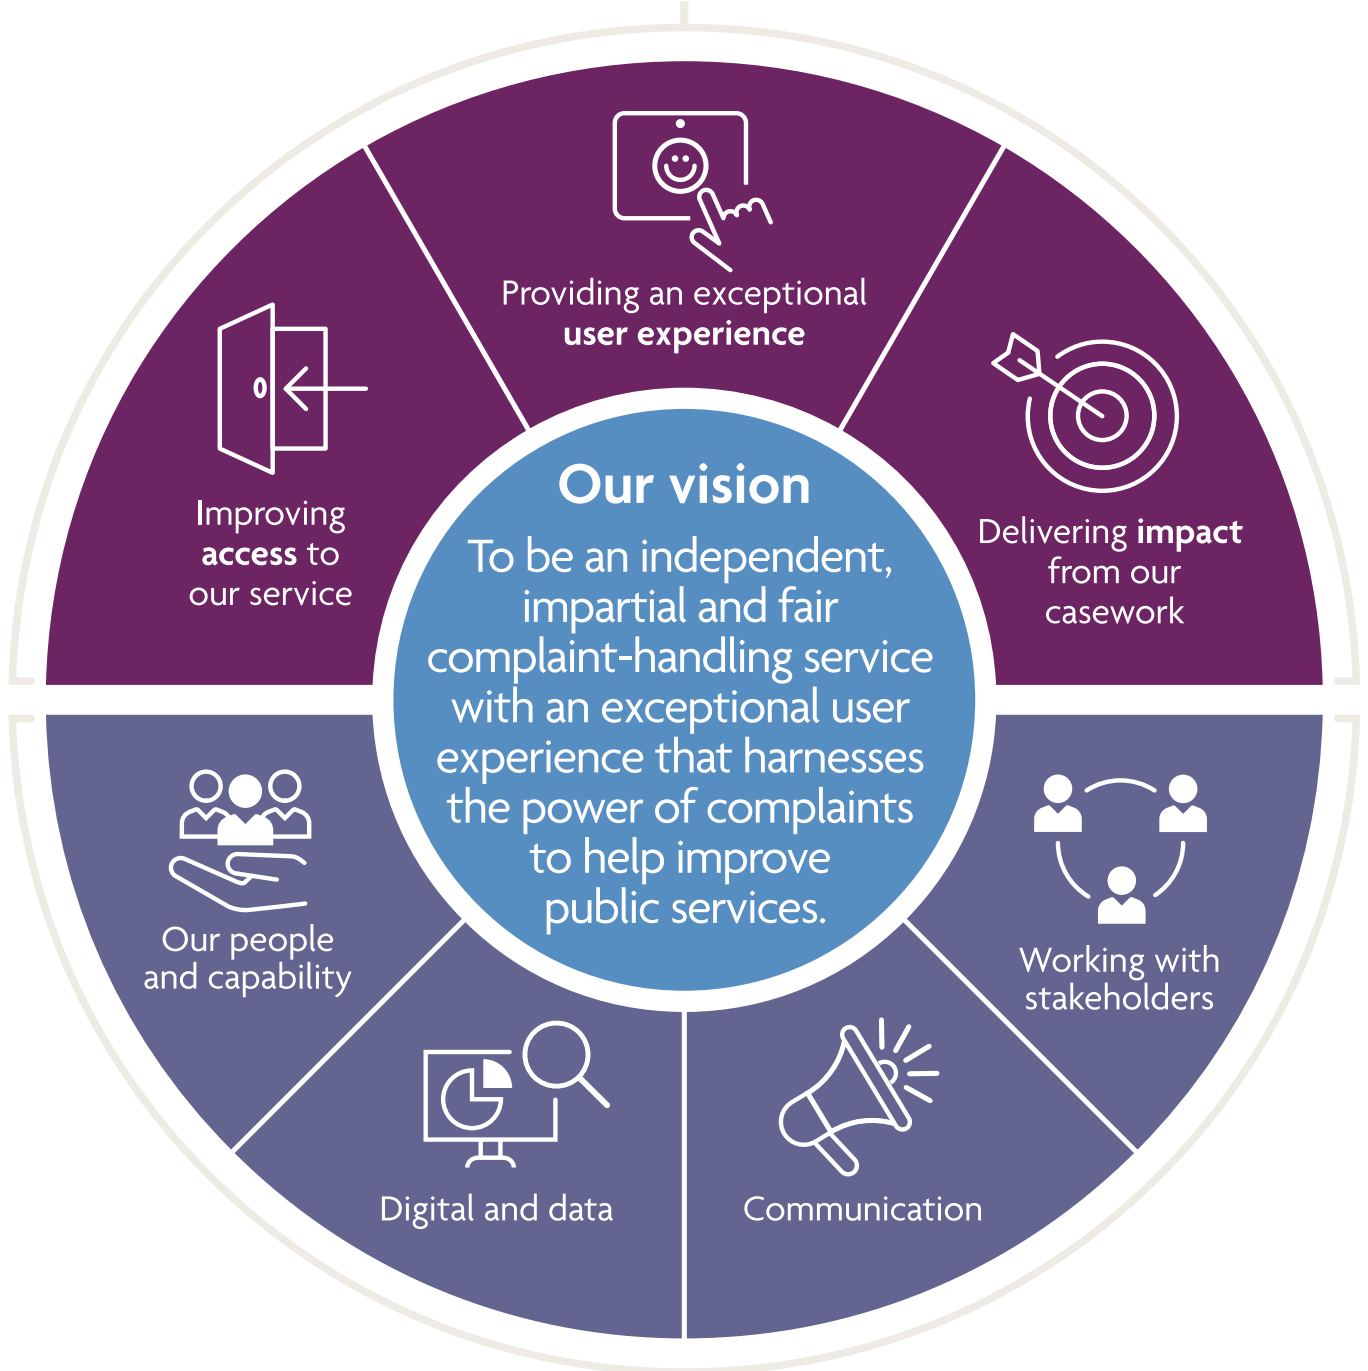 Providing an exceptional
user experience
Improving
access to
our service
Delivering impact
from our
casework
Our vision
To be an independent,
impartial and fair
complaint-handling service
with an exceptional user
experience that harnesses
the power of complaints
to help improve
public services.
Our people
and capability
Working with
stakeholders
Digital and data
Communication